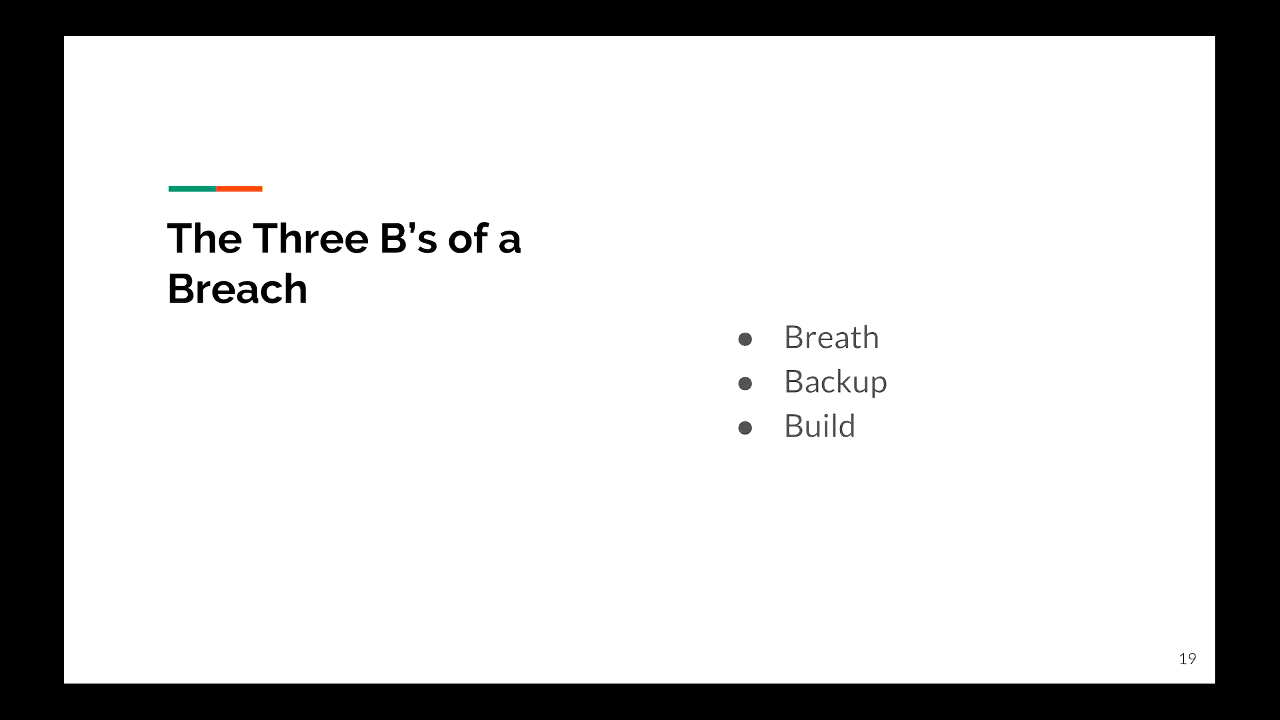 The Three B’s of a
Breach
● Breath
● Backup
● Build
19